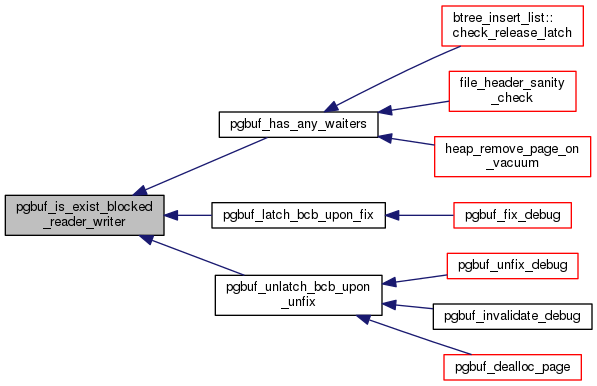 btree_insert_list::
check_release_latch
file_header_sanity
_check
pgbuf_has_any_waiters
heap_remove_page_on
_vacuum
pgbuf_is_exist_blocked
_reader_writer
pgbuf_latch_bcb_upon_fix
pgbuf_fix_debug
pgbuf_unlatch_bcb_upon
_unfix
pgbuf_unfix_debug
pgbuf_invalidate_debug
pgbuf_dealloc_page